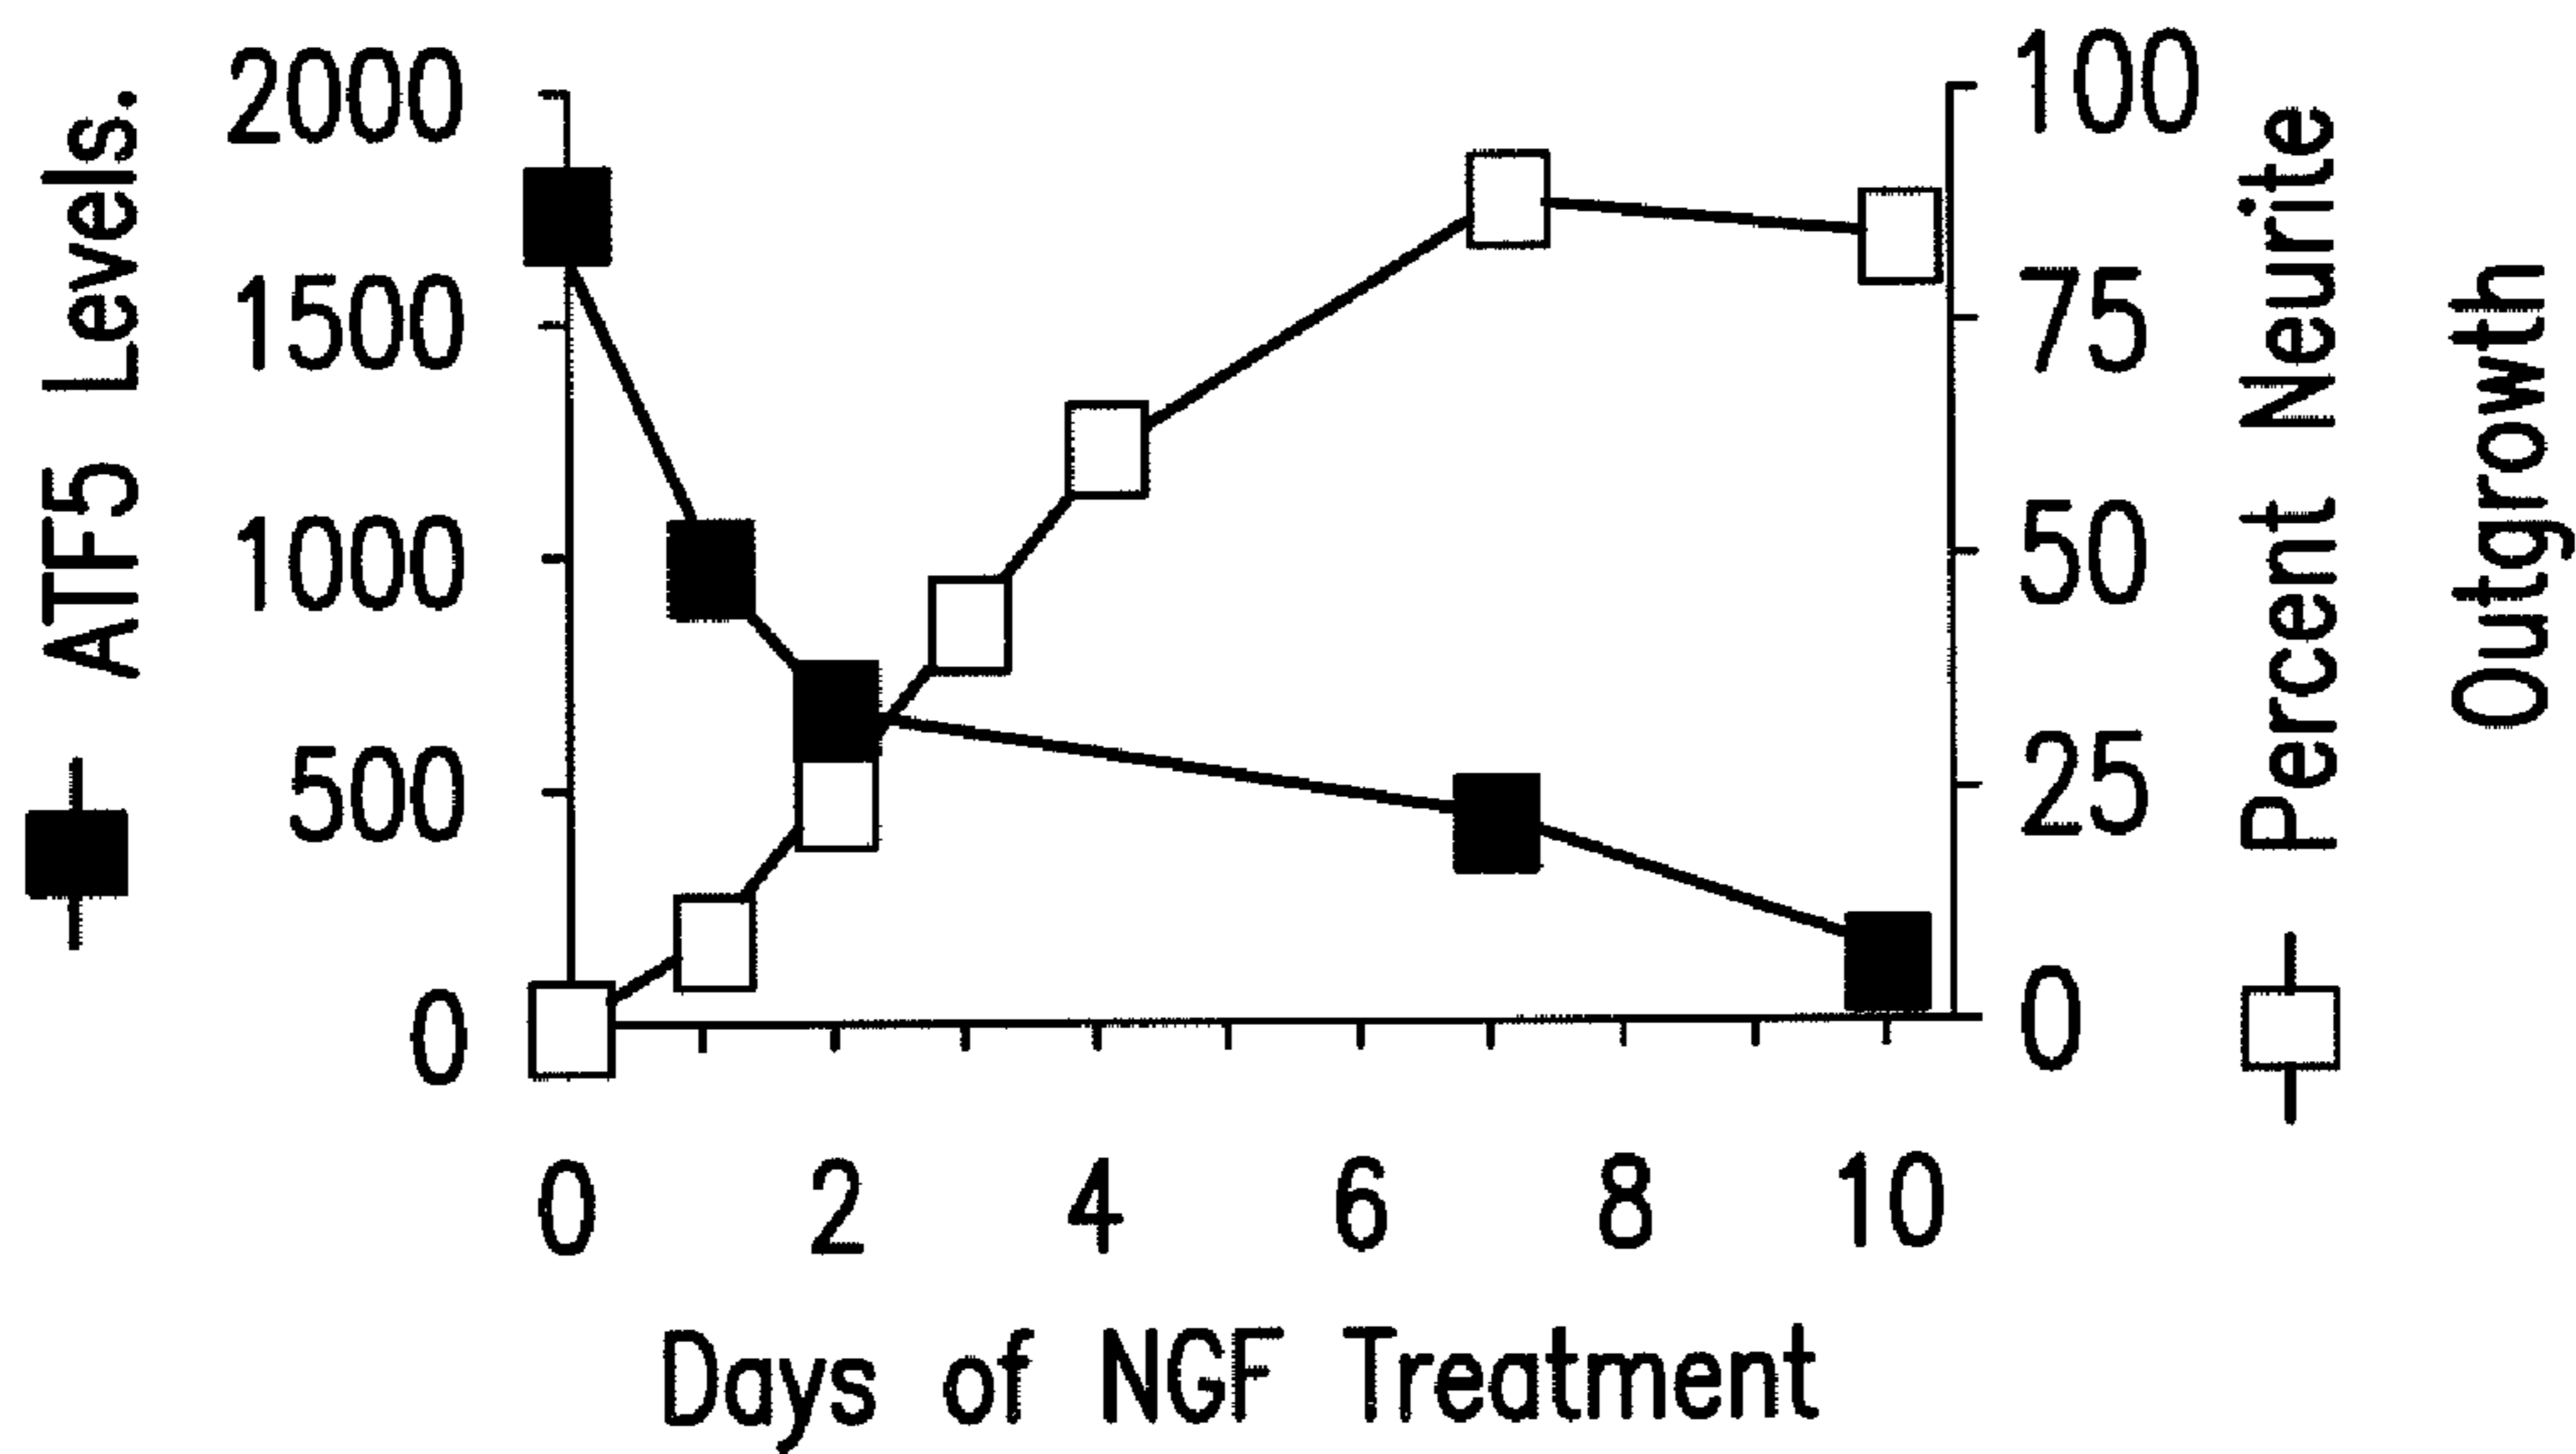 ATF5 Levels.
2000
1500
1000
500
0
100
75
50
25
0
Percent Neurite
Outgrowth
0 2 4 6 8 10
Days of NGF Treatment